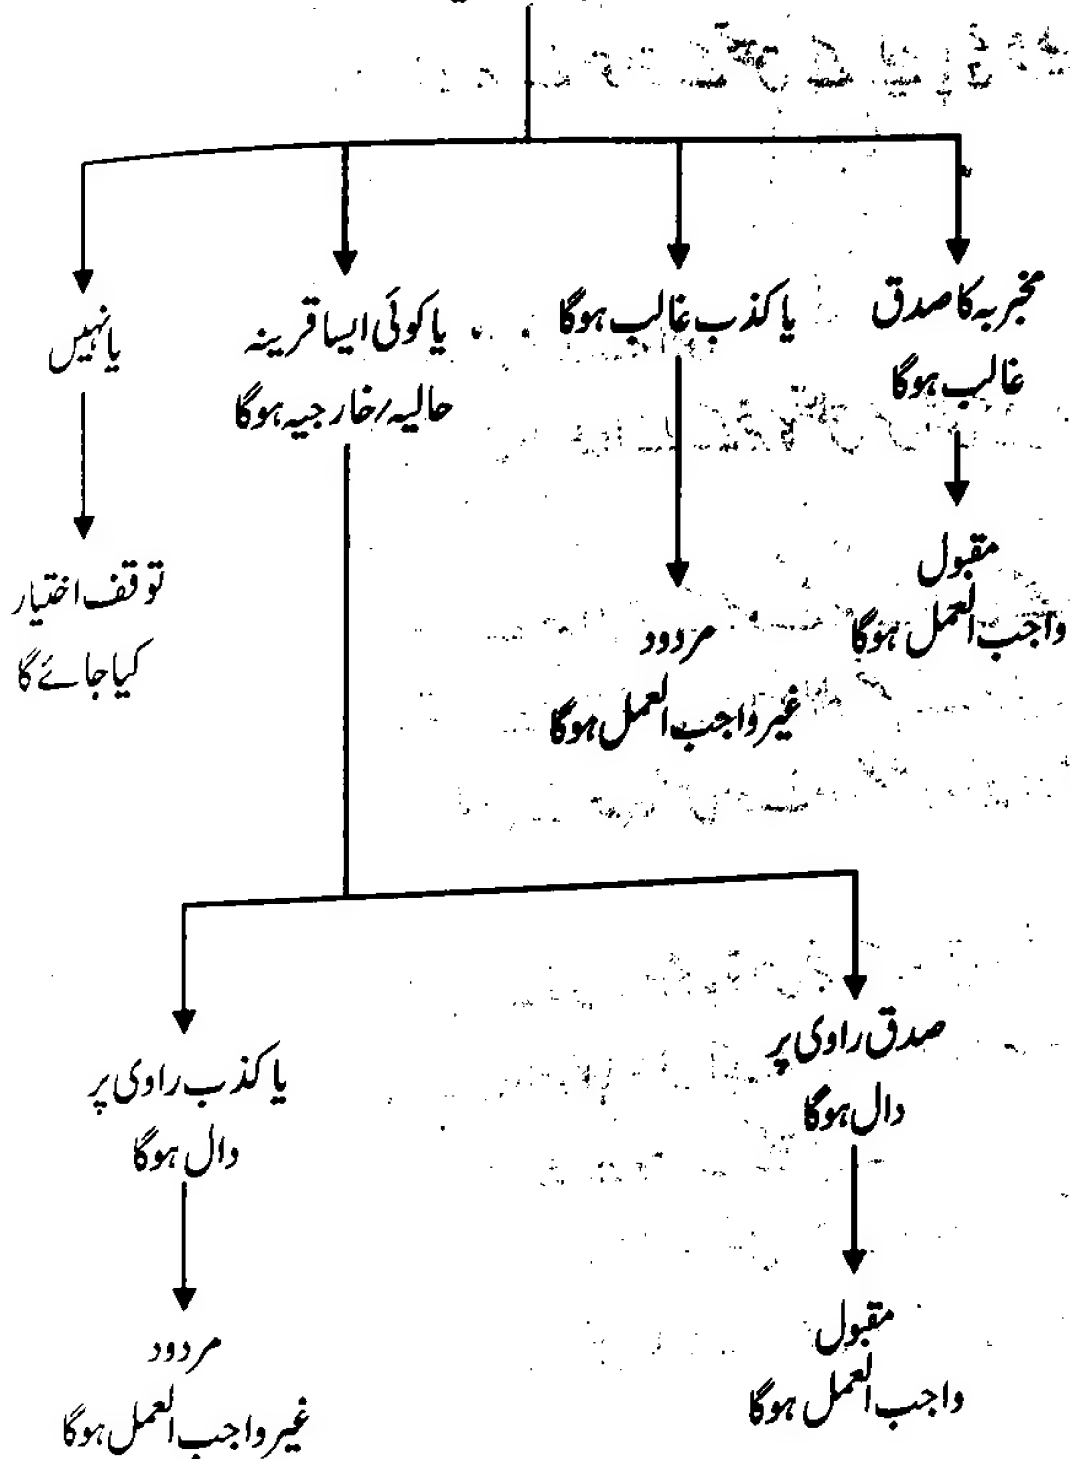 مخبر بہ کا صدق
غالب ہوگا
مقبول
واجب العمل ہوگا
یا کذب غالب ہوگا
مردود
غیر واجب العمل ہوگا
یا کوئی ایسا قرینہ
حالیہ/خارجیہ ہوگا
صدق راوی پر
دال ہوگا
مقبول
واجب العمل ہوگا
یا کذب راوی پر
دال ہوگا
مردود
غیر واجب العمل ہوگا
یا نہیں
توقف اختیار
کیا جائے گا